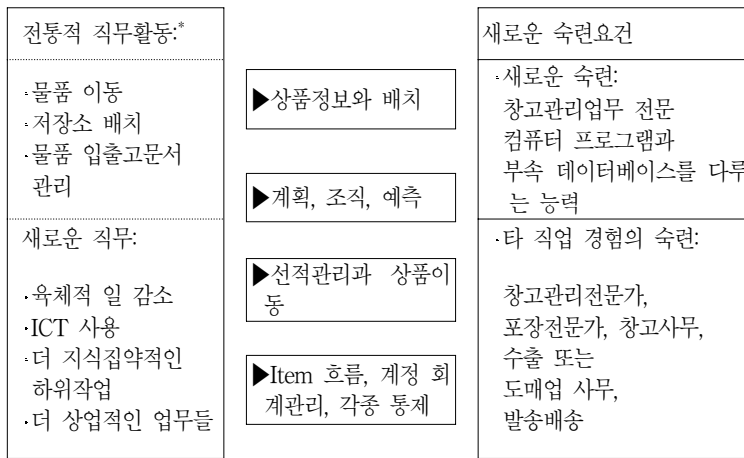 전통적 직무활동:*
·물품 이동
·저장소 배치
·물품 입출고문서
관리
새로운 직무:
·육체적 일 감소
·ICT 사용
·더 지식집약적인
하위작업
·더 상업적인 업무들
▶상품정보와 배치
▶계획, 조직, 예측
▶선적관리과 상품이
동
▶Item 흐름, 계정 회
계관리, 각종 통제
새로운 숙련요건
·새로운 숙련:
창고관리업무 전문
컴퓨터 프로그램과
부속 데이터베이스를 다루
는 능력
·타 직업 경험의 숙련:
창고관리전문가,
포장전문가, 창고사무,
수출 또는
도매업 사무,
발송배송